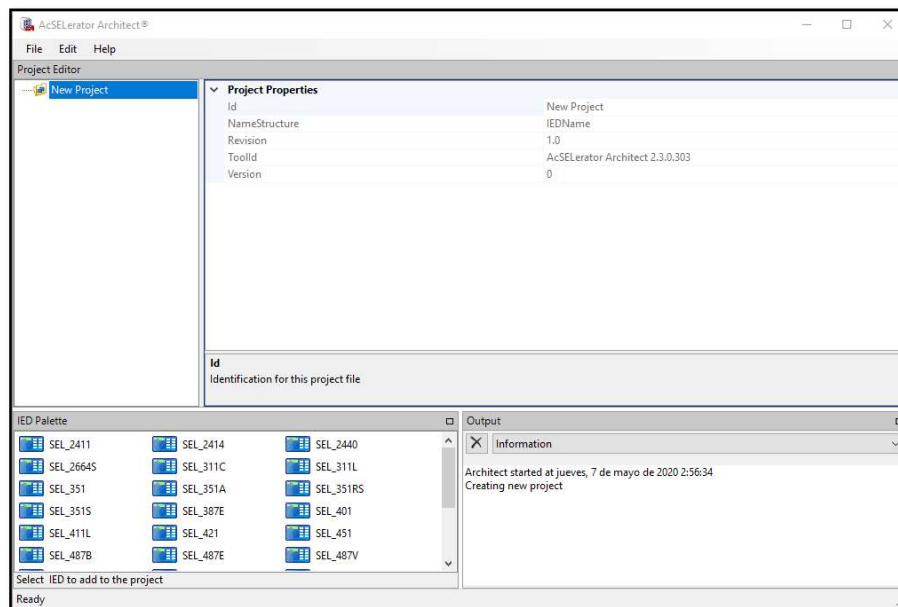 AcSELerator Architect®
File Edit Help
Project Editor
New Project
Project Properties
Id New Project
NameStructure IEDName
Revision 1.0
ToolId AcSELerator Architect 2.3.0.303
Version 0
Id
Identification for this project file
IED Palette
SEL_2411 SEL_2414 SEL_2440
SEL_2664S SEL_311C SEL_311L
SEL_351 SEL_351A SEL_351RS
SEL_351S SEL_387E SEL_401
SEL_411L SEL_421 SEL_451
SEL_487B SEL_487E SEL_487V
Select IED to add to the project
Output
Information
Architect started at jueves, 7 de mayo de 2020 2:56:34
Creating new project
Ready